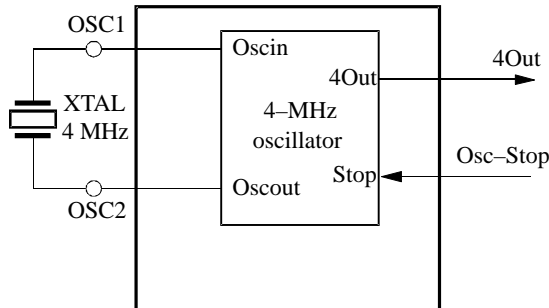 OSC1
Oscin
4Out
4Out
XTAL
4 MHz
4–MHz
oscillator
Osc–Stop
Stop
Oscout
OSC2